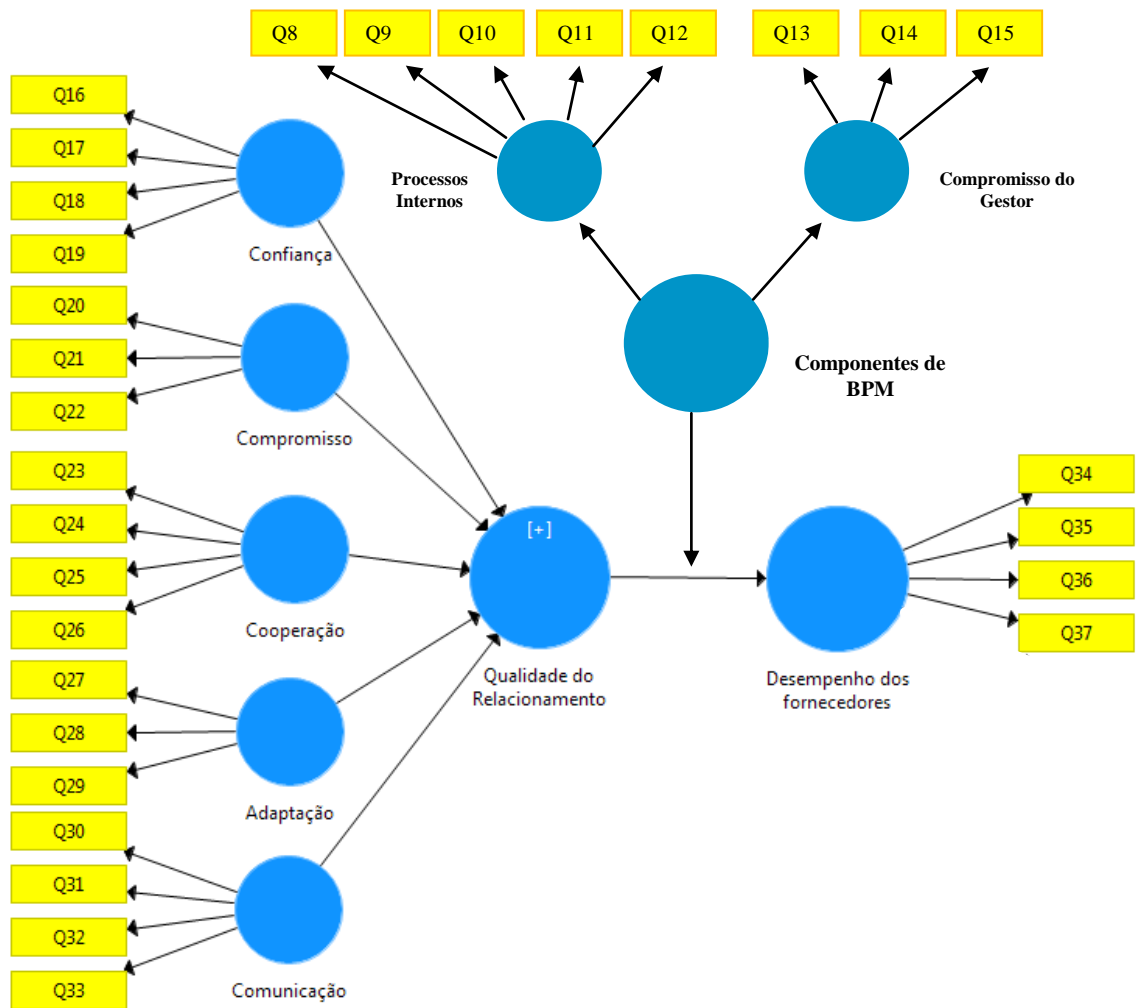 Q8
Q9
Q10
Q11
Q12
Q13
Q14
Q15
Processos
Internos
Compromisso do
Gestor
Componentes de
BPM
Q16
Q17
Q18
Q19
Confiança
Q20
Q21
Q22
Compromisso
Q23
Q24
Q25
Q26
Cooperação
Q27
Q28
Q29
Adaptação
Q30
Q31
Q32
Q33
Comunicação
[+]
Qualidade do
Relacionamento
Desempenho dos
fornecedores
Q34
Q35
Q36
Q37